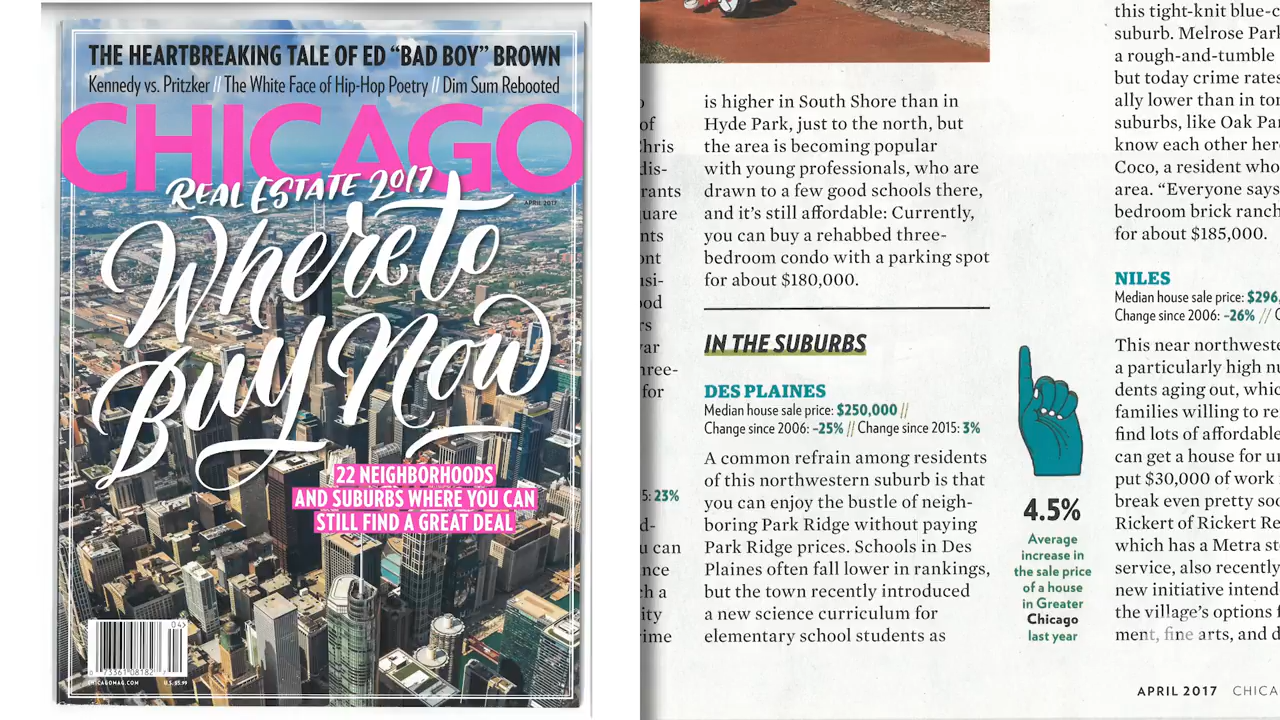 THE HEARTBREAKING TALE OF ED “BAD BOY” BROWN
Kennedy vs. Pritzker // The White Face of Hip-Hop Poetry // Dim Sum Rebooted
CHICAGO
REAL ESTATE 2017
APRIL 2017
Where to
Buy Now
22 NEIGHBORHOODS
AND SUBURBS WHERE YOU CAN
STILL FIND A GREAT DEAL
04>
CHICAGOMAG.COM
U.S. $5.99
of
rants
ont
for
5: 23%
u can
is higher in South Shore than in
Hyde Park, just to the north, but
the area is becoming popular
with young professionals, who are
drawn to a few good schools there,
and it’s still affordable: Currently,
you can buy a rehabbed three-
bedroom condo with a parking spot
for about $180,000.
IN THE SUBURBS
DES PLAINES
Median house sale price: $250,000 //
Change since 2006: -25% // Change since 2015: 3%
A common refrain among residents
of this northwestern suburb is that
you can enjoy the bustle of neigh-
boring Park Ridge without paying
Park Ridge prices. Schools in Des
Plaines often fall lower in rankings,
but the town recently introduced
a new science curriculum for
elementary school students as
4.5%
Average
increase in
the sale price
of a house
in Greater
Chicago
last year
this tight-knit blue-c
suburb. Melrose Park
a rough-and-tumble
but today crime rates
ally lower than in to
suburbs, like Oak Par
know each other her
Coco, a resident who
area. “Everyone says
bedroom brick ranch
for about $185,000.
NILES
Median house sale price: $296
Change since 2006: -26% // C
This near northweste
a particularly high nu
dents aging out, whic
families willing to re
find lots of affordable
can get a house for un
put $30,000 of work
break even pretty soo
Rickert of Rickert Re
which has a Metra st
service, also recently
new initiative intend
the village’s options
ment, fine arts, and d
APRIL 2017 CHICA